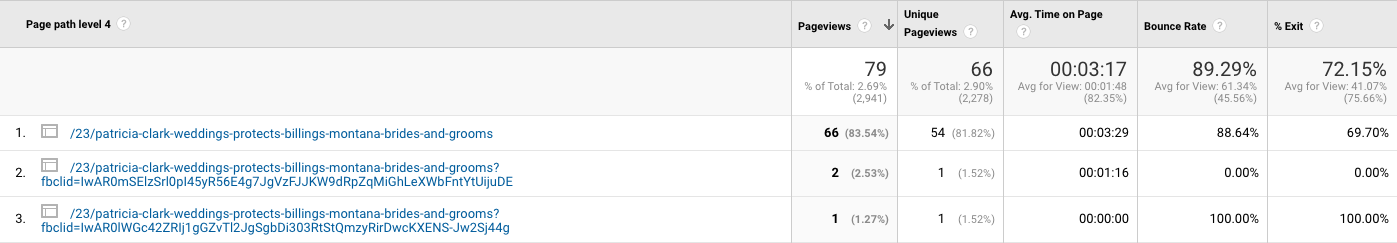 Page path level 4 ?
Pageviews ?
Unique Pageviews ?
Avg. Time on Page ?
Bounce Rate ?
% Exit ?
79
% of Total: 2.69% (2,941)
66
% of Total: 2.90% (2,278)
00:03:17
Avg for View: 00:01:48 (82.35%)
89.29%
Avg for View: 61.34% (45.56%)
72.15%
Avg for View: 41.07% (75.66%)
1. /23/patricia-clark-weddings-protects-billings-montana-brides-and-grooms 66 (83.54%) 54 (81.82%) 00:03:29 88.64% 69.70%
2. /23/patricia-clark-weddings-protects-billings-montana-brides-and-grooms?
fbclid=IwAR0mSElzSrI0pI45yR56E4g7JgVzFJJKW9dRpZqMiGhLeXWbFntYtUijuDE 2 (2.53%) 1 (1.52%) 00:01:16 0.00% 0.00%
3. /23/patricia-clark-weddings-protects-billings-montana-brides-and-grooms?
fbclid=IwAR0lWGc42ZRIj1gGZvTl2JgSgbDi303RtStQmzyRirDwcKXENS-Jw2Sj44g 1 (1.27%) 1 (1.52%) 00:00:00 100.00% 100.00%